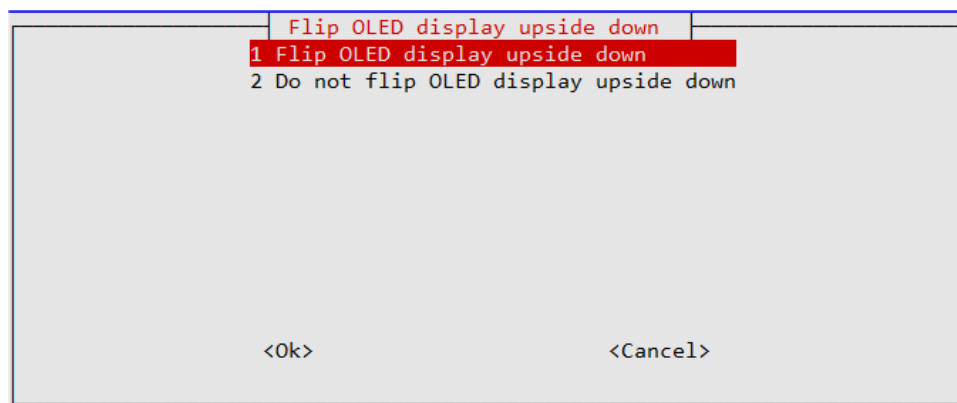 Flip OLED display upside down
1 Flip OLED display upside down
2 Do not flip OLED display upside down
<Ok> <Cancel>